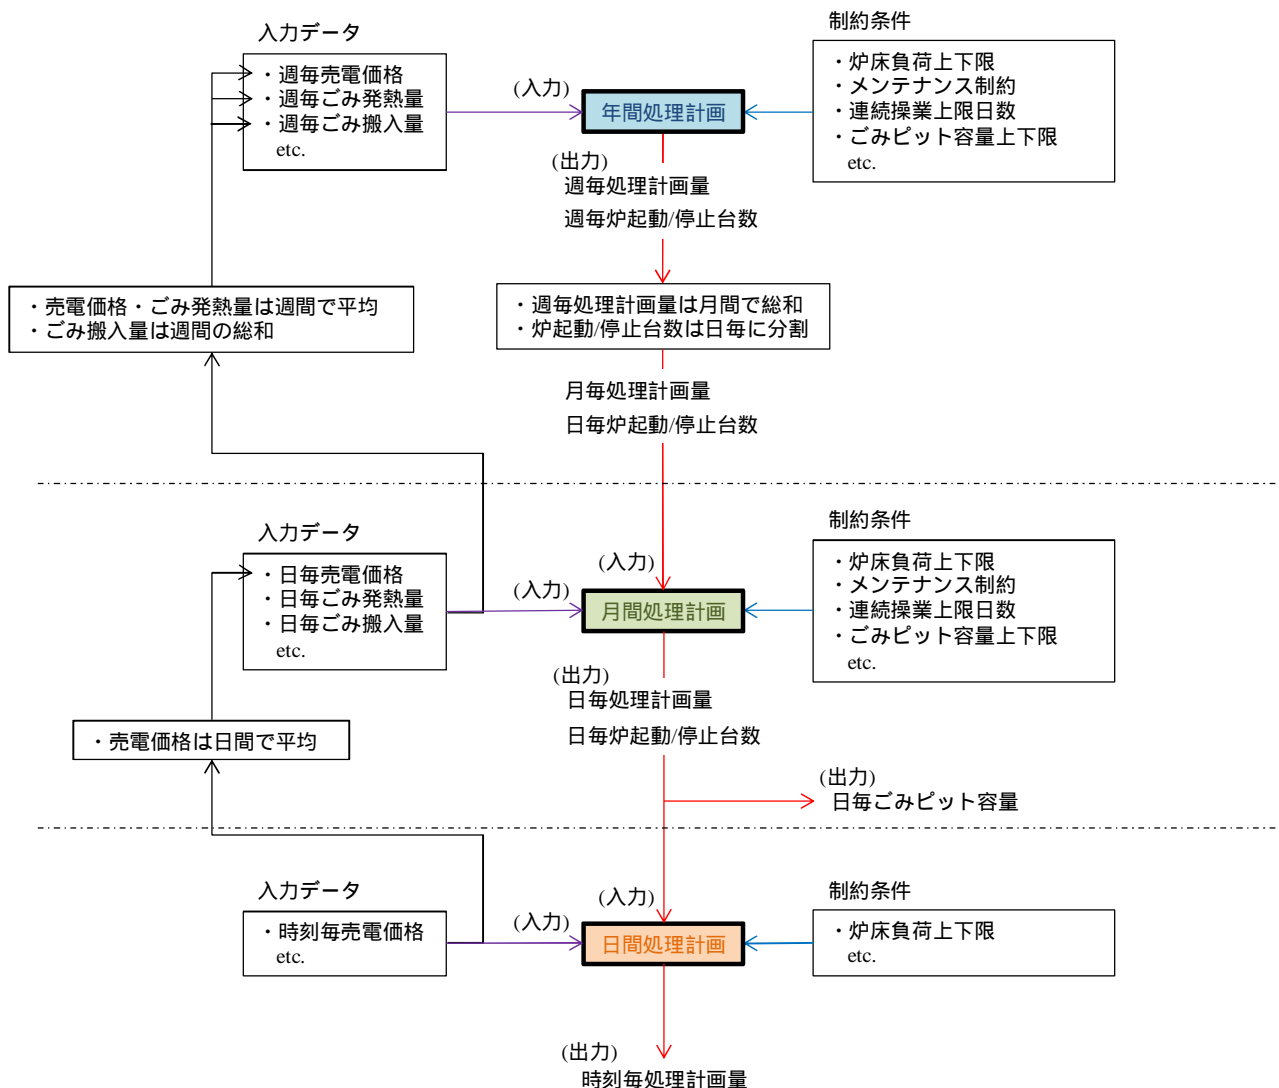 入力データ
・週毎売電価格
・週毎ごみ発熱量
・週毎ごみ搬入量
etc.
(入力)
年間処理計画
制約条件
・炉床負荷上下限
・メンテナンス制約
・連続操業上限日数
・ごみピット容量上下限
etc.
(出力)
週毎処理計画量
週毎炉起動/停止台数
・売電価格・ごみ発熱量は週間で平均
・ごみ搬入量は週間の総和
・週毎処理計画量は月間で総和
・炉起動/停止台数は日毎に分割
月毎処理計画量
日毎炉起動/停止台数
入力データ
・日毎売電価格
・日毎ごみ発熱量
・日毎ごみ搬入量
etc.
(入力)
(入力)
月間処理計画
制約条件
・炉床負荷上下限
・メンテナンス制約
・連続操業上限日数
・ごみピット容量上下限
etc.
(出力)
日毎処理計画量
日毎炉起動/停止台数
・売電価格は日間で平均
(出力)
日毎ごみピット容量
入力データ
・時刻毎売電価格
etc.
(入力)
(入力)
日間処理計画
制約条件
・炉床負荷上下限
etc.
(出力)
時刻毎処理計画量